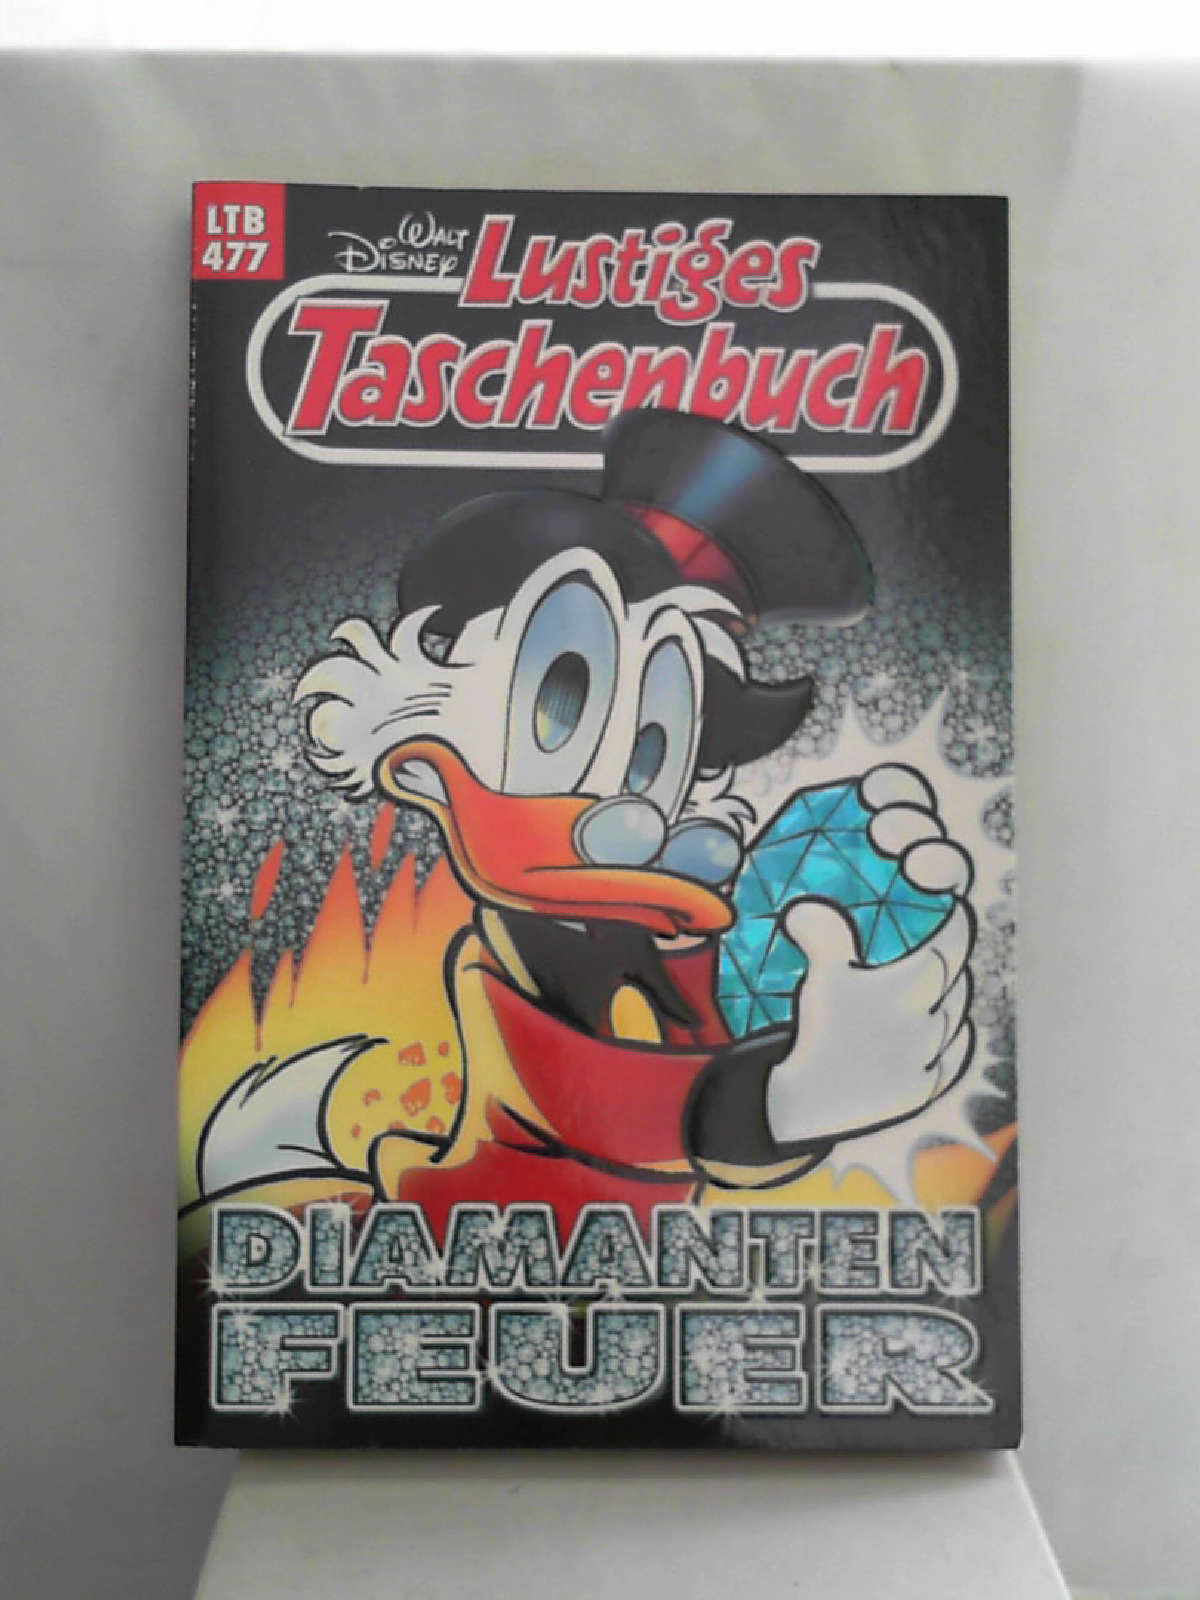 LTB
477
WALT
DISNEY
Lustiges
Taschenbuch
DIAMANTEN
FEUER